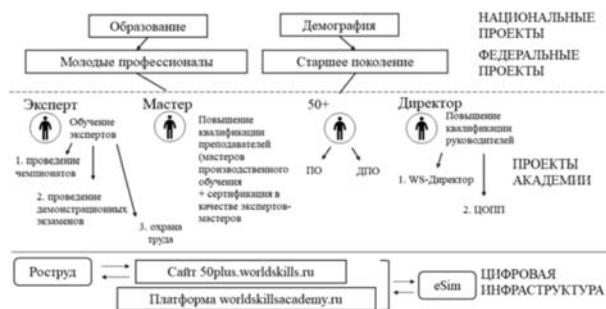 Образование
Демография
НАЦИОНАЛЬНЫЕ
ПРОЕКТЫ
Молодые профессионалы
Старшее поколение
ФЕДЕРАЛЬНЫЕ
ПРОЕКТЫ
Эксперт
Обучение
экспертов
1. проведение
чемпионатов
2. проведение
демонстрационных
экзаменов
3. охрана
труда
Мастер
Повышение
квалификации
преподавателей
(мастеров
производственного
обучения
+ сертификация в
качестве экспертов-
мастеров
50+
ПО
ДПО
Директор
Повышение
квалификации
руководителей
1. WS-Директор
2. ЦОПП
ПРОЕКТЫ
АКАДЕМИИ
Роструд
Сайт 50plus.worldskills.ru
Платформа worldskillsacademy.ru
eSim
ЦИФРОВАЯ
ИНФРАСТРУКТУРА